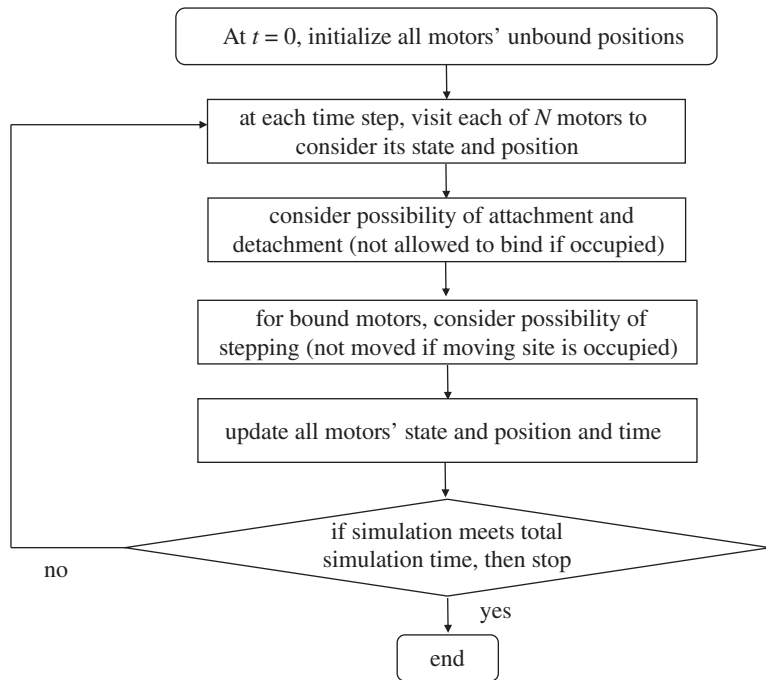 At t = 0, initialize all motors’ unbound positions
at each time step, visit each of N motors to
consider its state and position
consider possibility of attachment and
detachment (not allowed to bind if occupied)
for bound motors, consider possibility of
stepping (not moved if moving site is occupied)
update all motors’ state and position and time
if simulation meets total
simulation time, then stop
no
yes
end